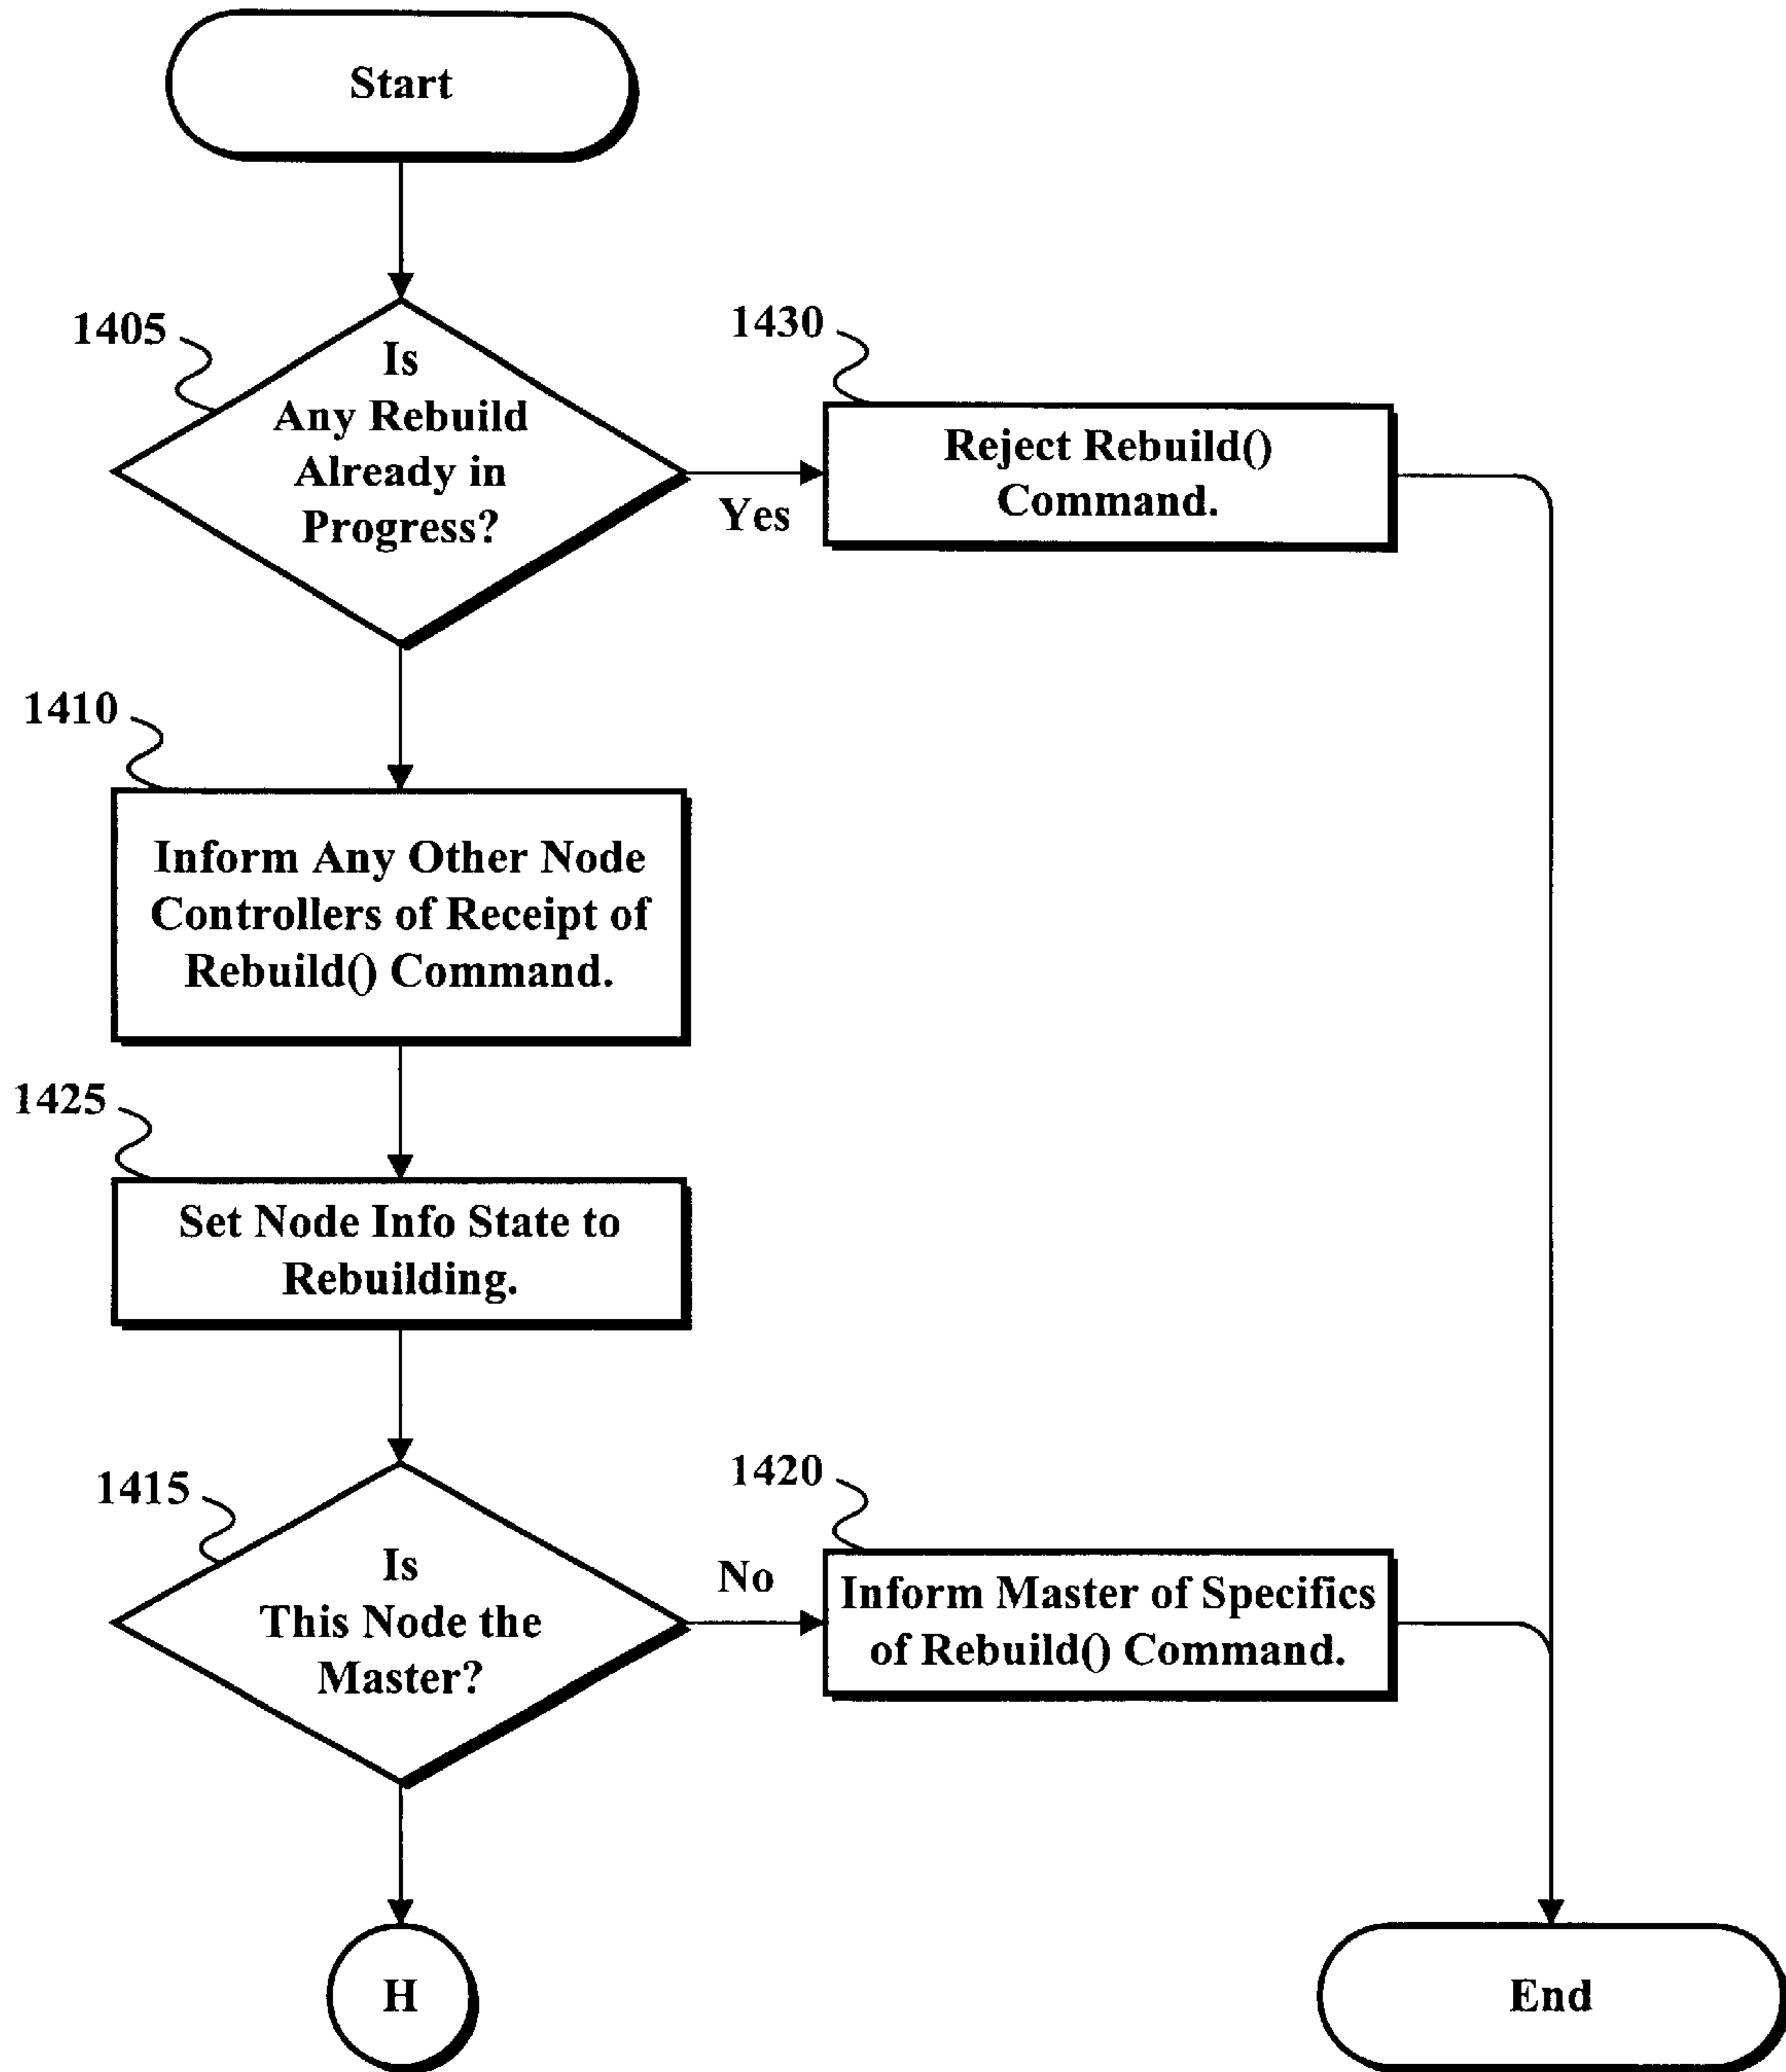 Start
1405
Is
Any Rebuild
Already in
Progress?
Yes
1430
Reject Rebuild()
Command.
1410
Inform Any Other Node
Controllers of Receipt of
Rebuild() Command.
1425
Set Node Info State to
Rebuilding.
1415
Is
This Node the
Master?
No
1420
Inform Master of Specifics
of Rebuild() Command.
H
End